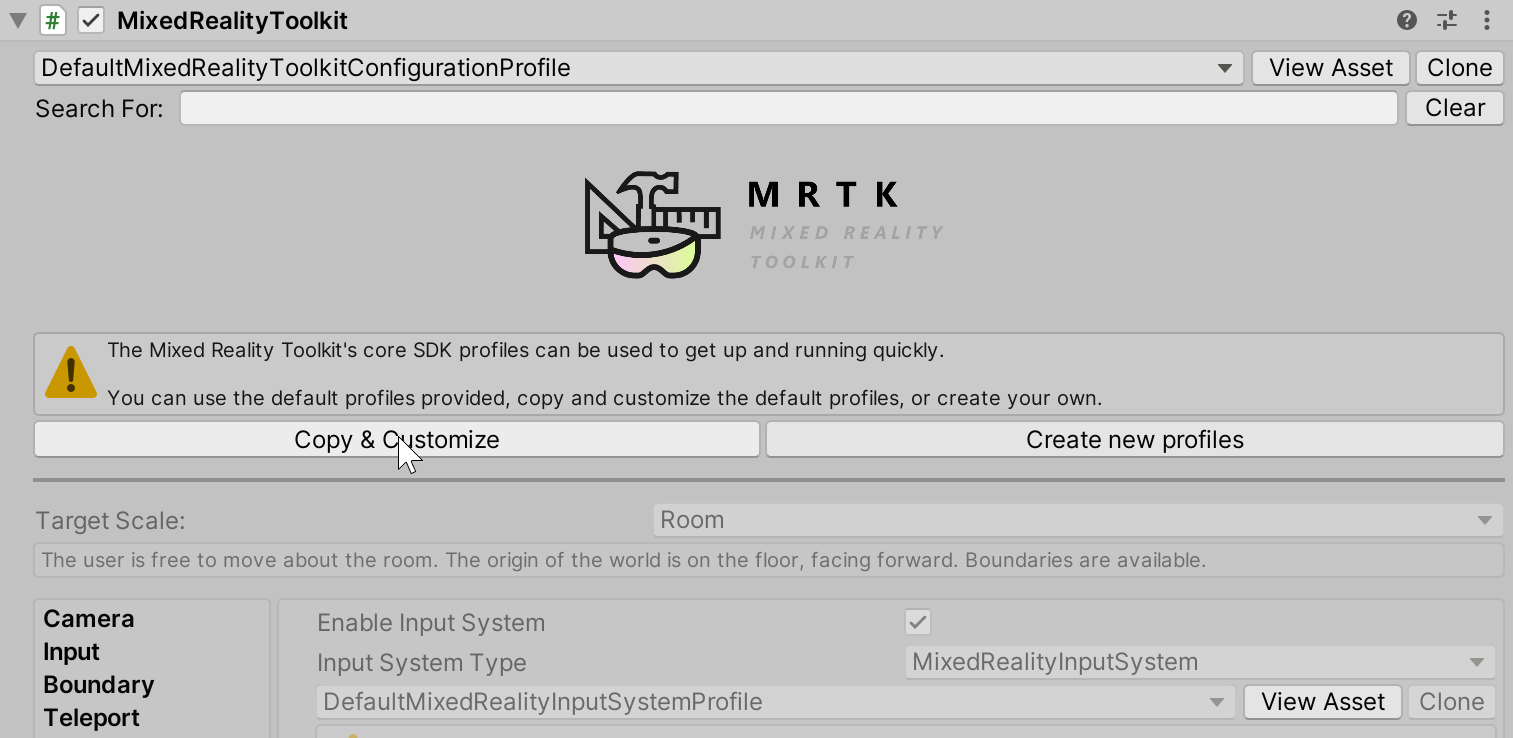 MixedRealityToolkit
DefaultMixedRealityToolkitConfigurationProfile View Asset Clone
Search For: Clear
MRTK
MIXED REALITY
TOOLKIT
The Mixed Reality Toolkit's core SDK profiles can be used to get up and running quickly.
You can use the default profiles provided, copy and customize the default profiles, or create your own.
Copy & Customize Create new profiles
Target Scale: Room
The user is free to move about the room. The origin of the world is on the floor, facing forward. Boundaries are available.
Camera
Input
Boundary
Teleport
Enable Input System
Input System Type MixedRealityInputSystem
DefaultMixedRealityInputSystemProfile View Asset Clone